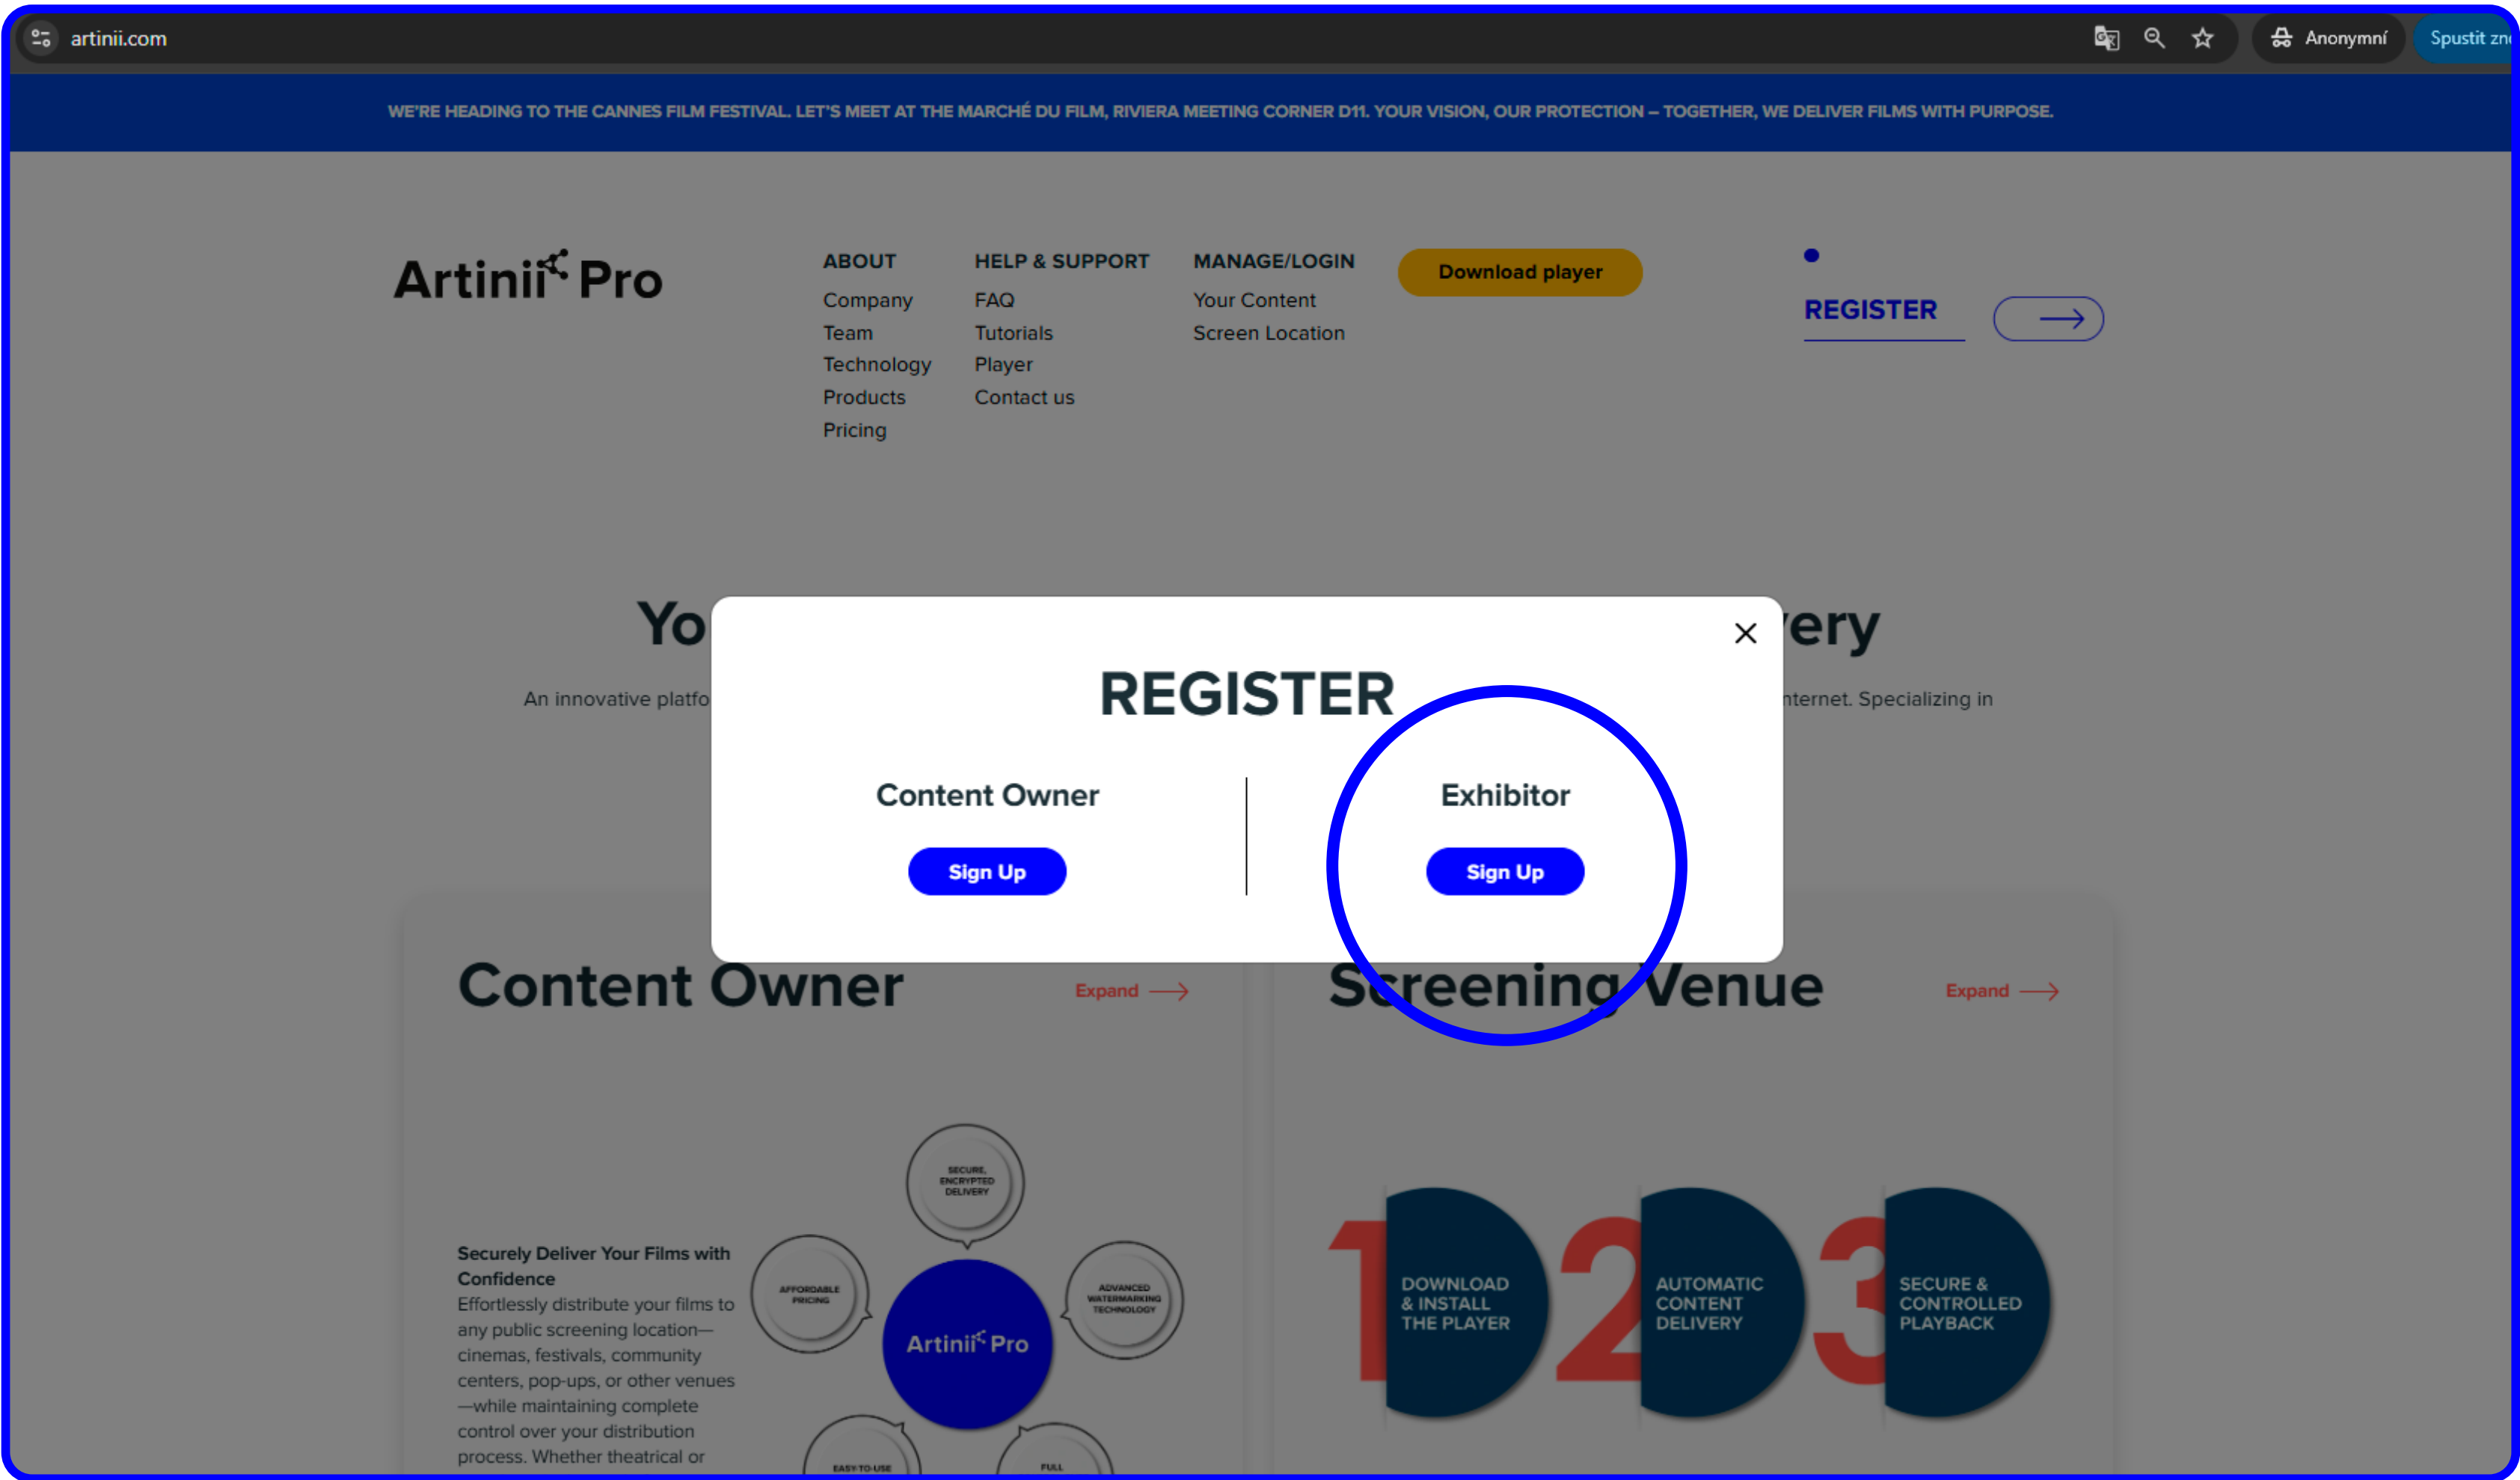 artinii.com
Anonymní
Spustit
WE'RE HEADING TO THE CANNES FILM FESTIVAL. LET'S MEET AT THE MARCHÉ DU FILM, RIVIERA MEETING CORNER D11. YOUR VISION, OUR PROTECTION – TOGETHER, WE DELIVER FILMS WITH PURPOSE.
Artinii Pro
ABOUT
Company
Team
Technology
Products
Pricing
HELP & SUPPORT
FAQ
Tutorials
Player
Contact us
MANAGE/LOGIN
Your Content
Screen Location
Download player
REGISTER
An innovative
Specializing in
REGISTER
Content Owner
Sign Up
Exhibitor
Sign Up
Content Owner
Expand
Securely Deliver Your Films with
Confidence
Effortlessly distribute your films to
any public screening location—
cinemas, festivals, community
centers, pop-ups, or other venues
—while maintaining complete
control over your distribution
process. Whether theatrical or
SECURE,
ENCRYPTED
DELIVERY
AFFORDABLE
PRICING
ADVANCED
WATERMARKING
TECHNOLOGY
Artinii Pro
EASY-TO-USE
FULL
Screening Venue
Expand
1
DOWNLOAD
& INSTALL
THE PLAYER
2
AUTOMATIC
CONTENT
DELIVERY
3
SECURE &
CONTROLLED
PLAYBACK